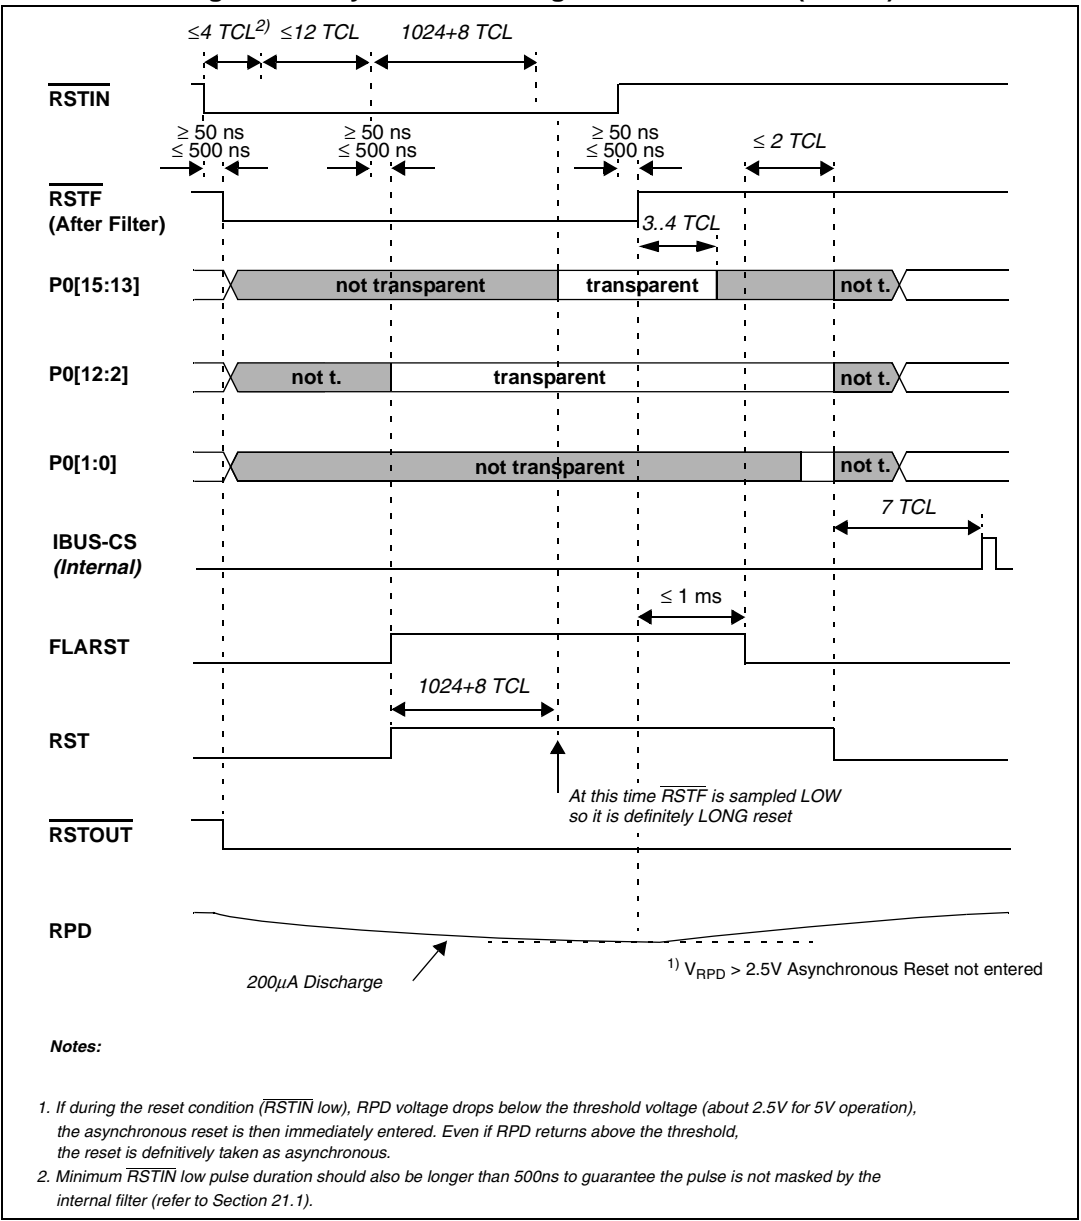 ≤4 TCL2) ≤12 TCL 1024+8 TCL
RSTIN
≥ 50 ns ≥ 50 ns ≥ 50 ns
≤ 500 ns ≤ 500 ns ≤ 500 ns
≤ 2 TCL
RSTF
(After Filter)
3..4 TCL
P0[15:13]
not transparent transparent not t.
P0[12:2]
not t. transparent not t.
P0[1:0]
not transparent not t.
7 TCL
IBUS-CS
(Internal)
≤ 1 ms
FLARST
1024+8 TCL
RST
At this time RSTF is sampled LOW
so it is definitely LONG reset
RSTOUT
RPD
200µA Discharge
1) VRPD > 2.5V Asynchronous Reset not entered
Notes:
1. If during the reset condition (RSTIN low), RPD voltage drops below the threshold voltage (about 2.5V for 5V operation),
the asynchronous reset is then immediately entered. Even if RPD returns above the threshold,
the reset is defnitively taken as asynchronous.
2. Minimum RSTIN low pulse duration should also be longer than 500ns to guarantee the pulse is not masked by the
internal filter (refer to Section 21.1).